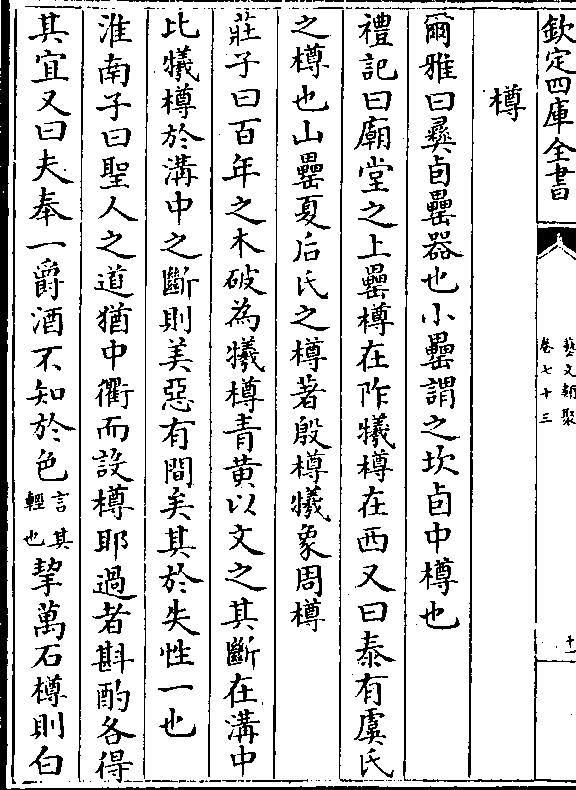 欽定四庫全書
藝文類聚
卷七十三
十一
樽
爾雅曰彛卣罍器也小罍謂之坎卣中樽也
禮記曰廟堂之上罍樽在阼犧樽在西又曰泰有虞氏
之樽也山罍夏后氏之樽著殷樽犧象周樽
莊子曰百年之木破為犧樽青黄以文之其斷在溝中
比犧樽於溝中之斷則美惡有間矣其於失性一也
淮南子曰聖人之道猶中衢而設樽耶過者斟酌各得
其宜又曰夫奉一爵酒不知於色言其輕也挈萬石樽則白